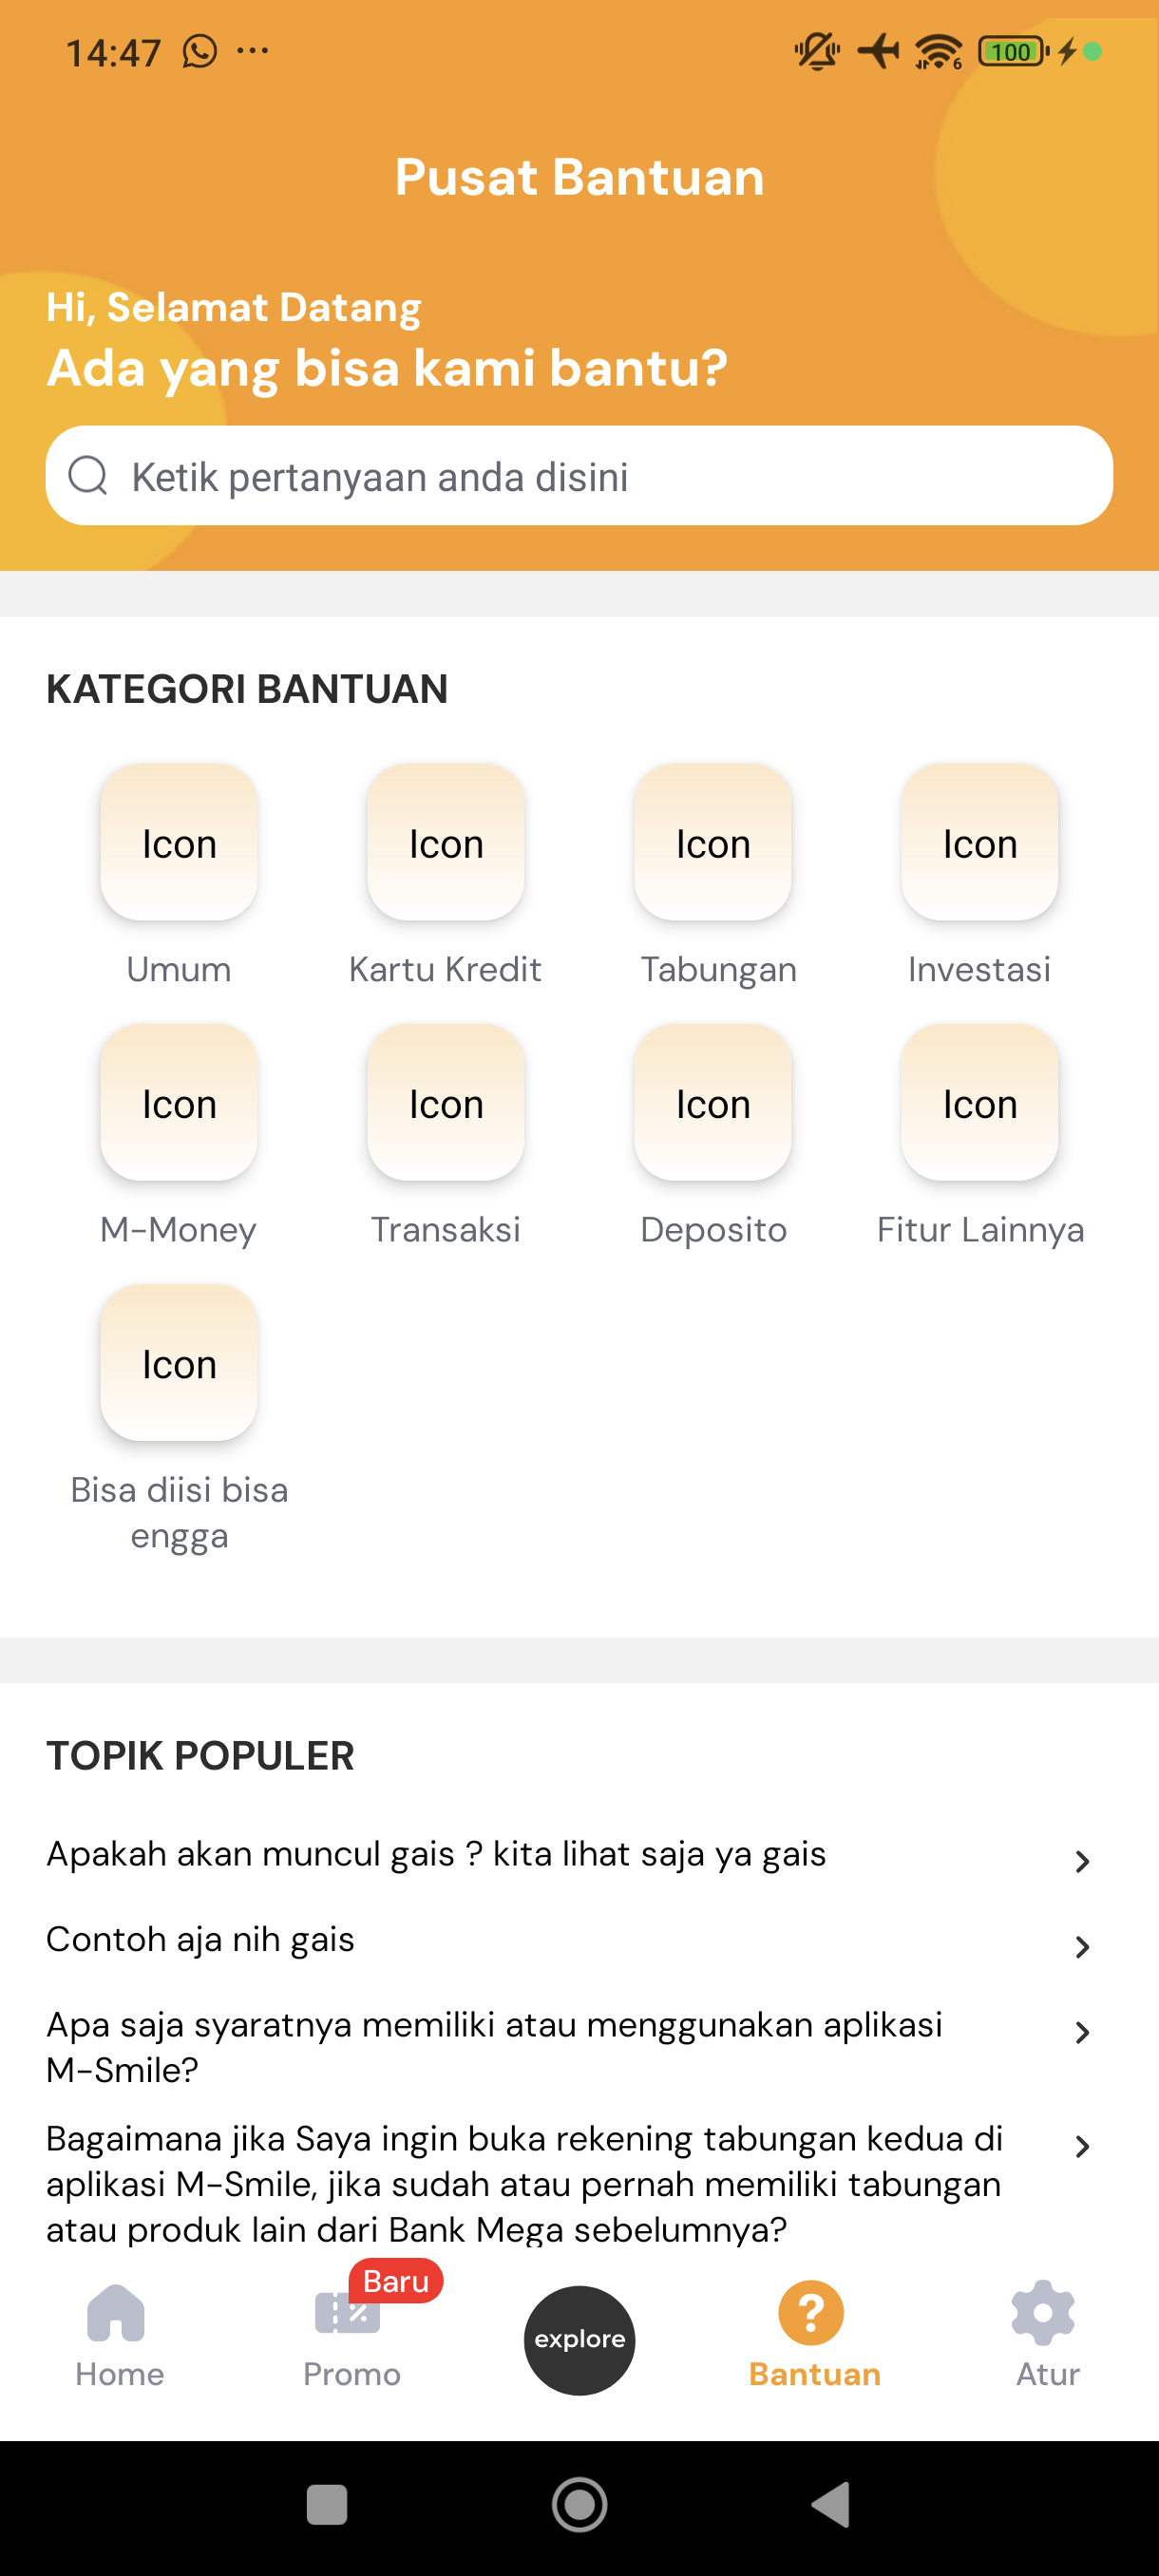 14:47
6
100
Pusat Bantuan
Hi, Selamat Datang
Ada yang bisa kami bantu?
Ketik pertanyaan anda disini
KATEGORI BANTUAN
Icon Icon Icon Icon
Umum Kartu Kredit Tabungan Investasi
Icon Icon Icon Icon
M-Money Transaksi Deposito Fitur Lainnya
Icon
Bisa diisi bisa
engga
TOPIK POPULER
Apakah akan muncul gais ? kita lihat saja ya gais
Contoh aja nih gais
Apa saja syaratnya memiliki atau menggunakan aplikasi
M-Smile?
Bagaimana jika Saya ingin buka rekening tabungan kedua di
aplikasi M-Smile, jika sudah atau pernah memiliki tabungan
atau produk lain dari Bank Mega sebelumnya?
Baru
explore
Home Promo Bantuan Atur